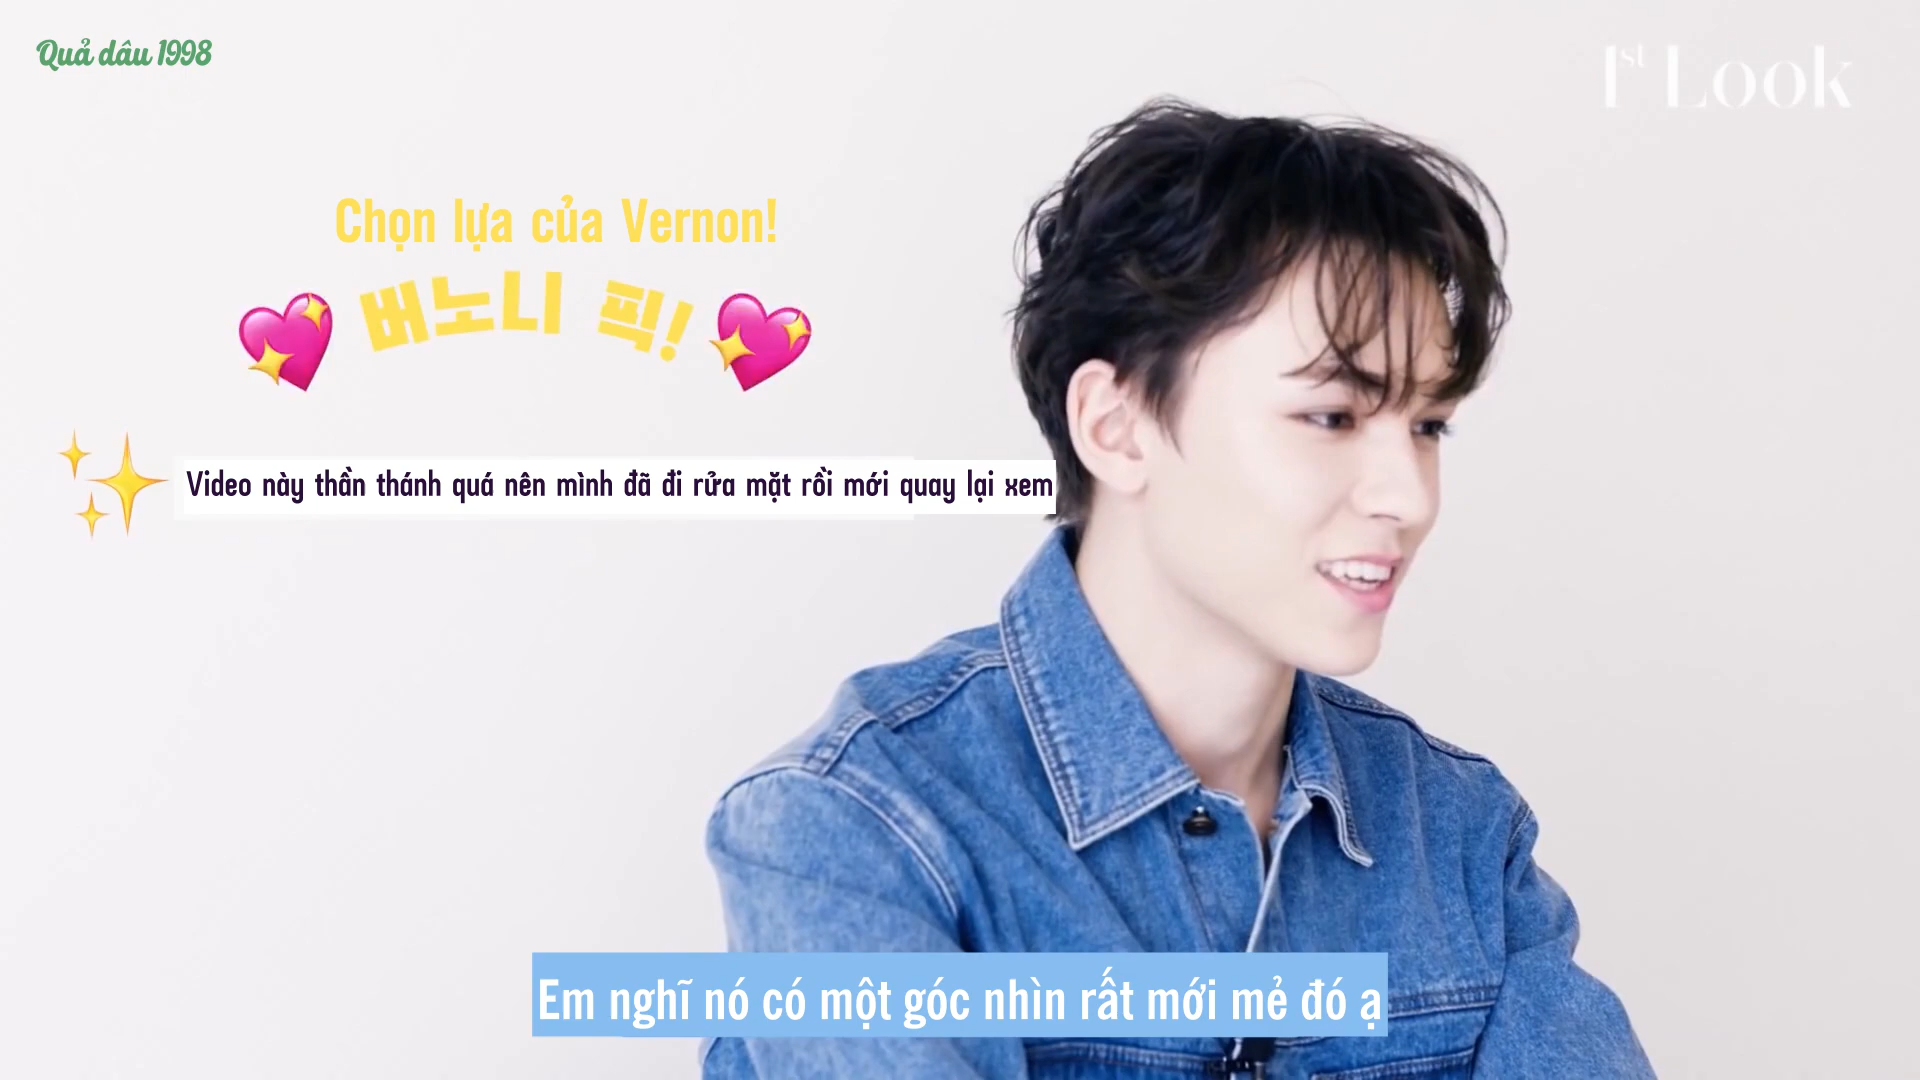 Quả dâu 1998
1st Look
Chọn lựa của Vernon!
버노니 픽!
Video này thần thánh quá nên mình đã đi rửa mặt rồi mới quay lại xem
Em nghĩ nó có một góc nhìn rất mới mẻ đó ạ